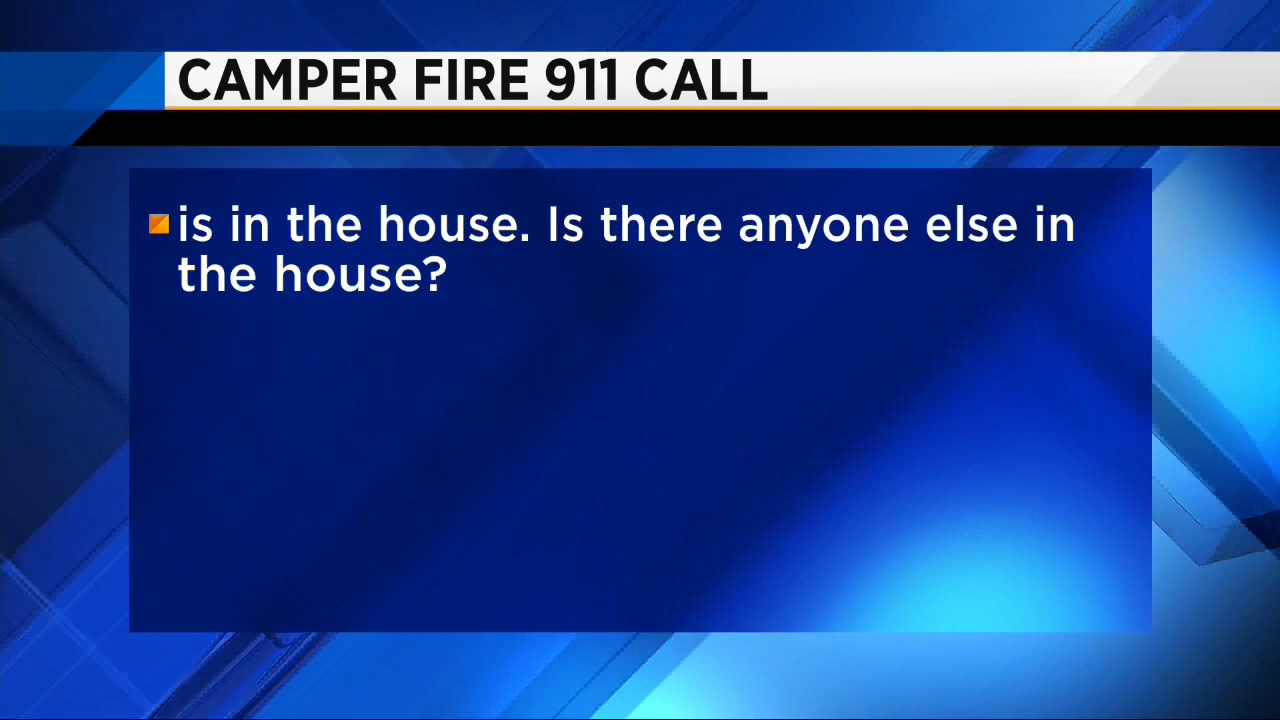 CAMPER FIRE 911 CALL
is in the house. Is there anyone else in
the house?